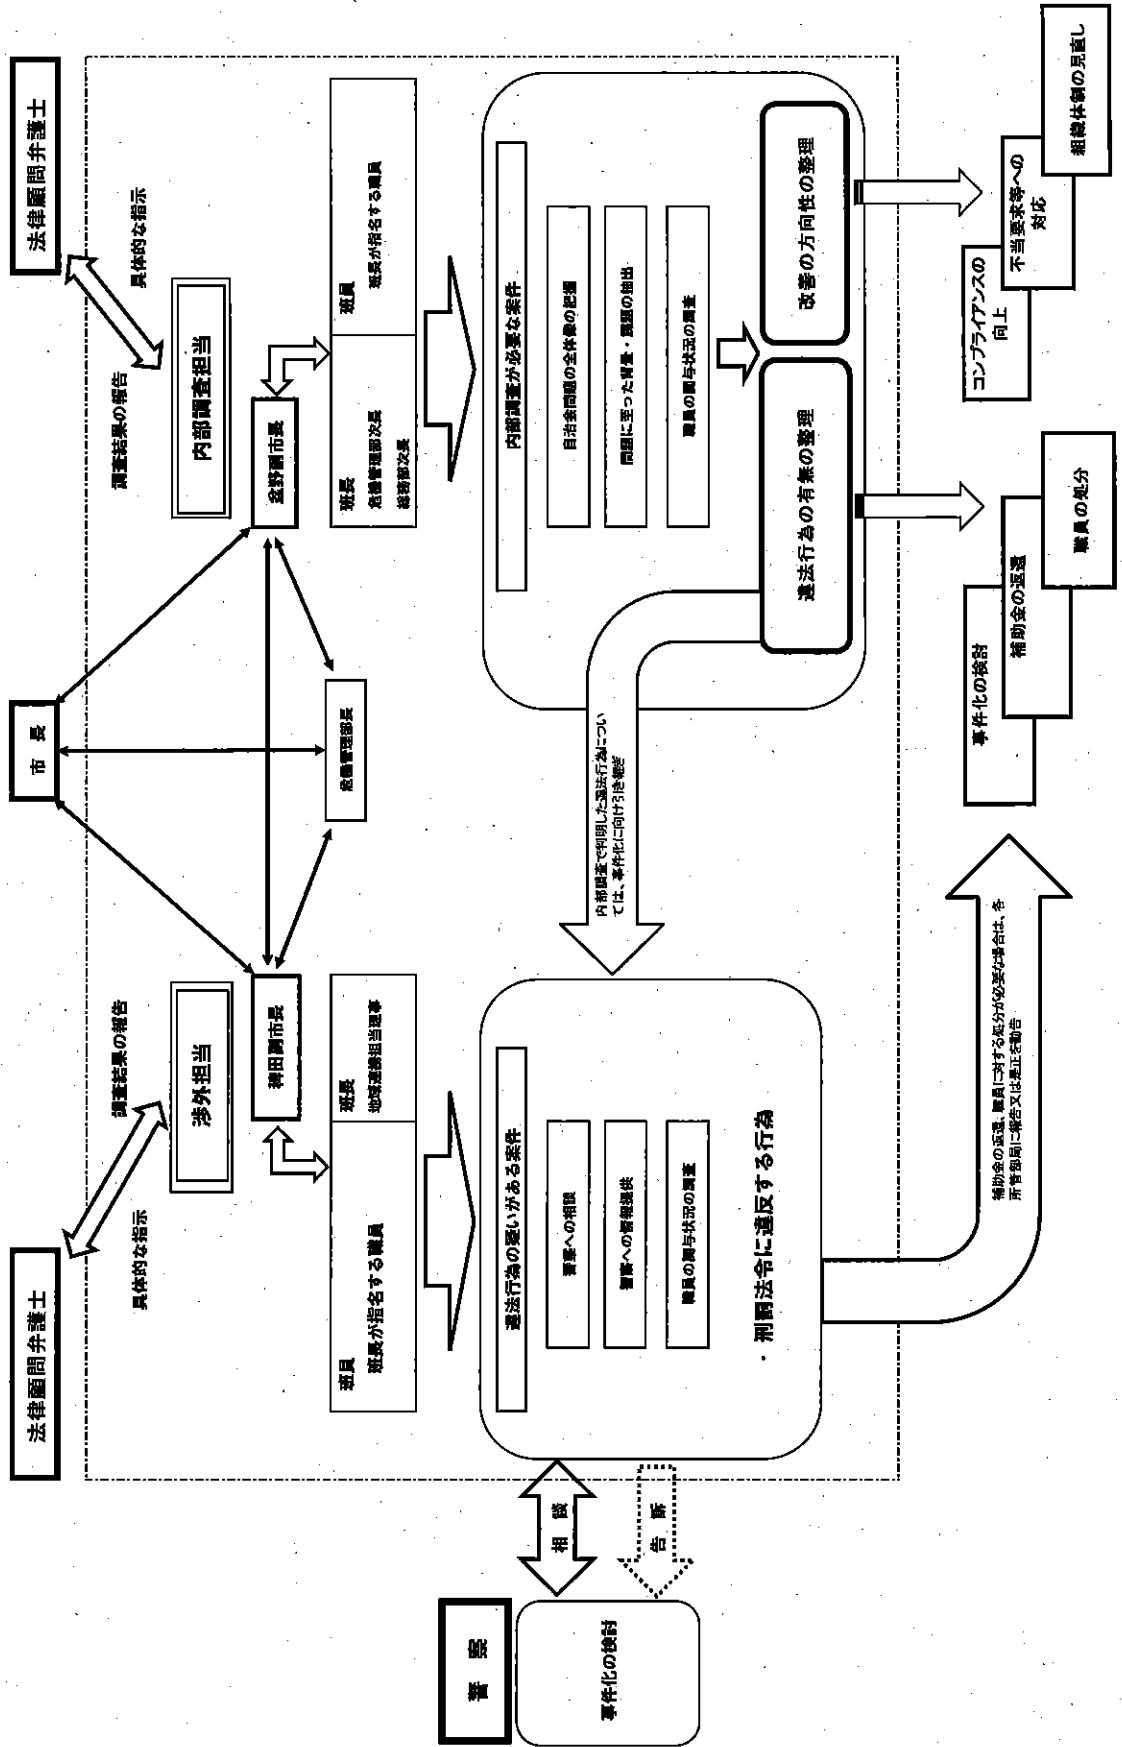 市長
法律顧問弁護士
法律顧問弁護士
具体的な指示
調査結果の報告
調査結果の報告
具体的な指示
渉外担当
内部調査担当
稗田副市長
盆野副市長
危機管理部長
班員
班長が指名する職員
班長
地域連携担当理事
班長
危機管理部次長
総務部次長
班員
班長が指名する職員
違法行為の疑いがある案件
警察への相談
警察への情報提供
職員の関与状況の調査
・刑罰法令に違反する行為
内部調査が必要な案件
自治会問題の全体像の把握
問題に至った背景・課題の抽出
職員の関与状況の調査
違法行為の有無の整理
改善の方向性の整理
内部調査で判明した違法行為につい
ては、事件化に向け引き継ぎ
警察
相談
告訴
事件化の検討
補助金の返還、職員に対する処分が必要な場合は、各
所管部局に報告又は是正を勧告
事件化の検討
補助金の返還
職員の処分
コンプライアンスの
向上
不当要求等への
対応
組織体制の見直し